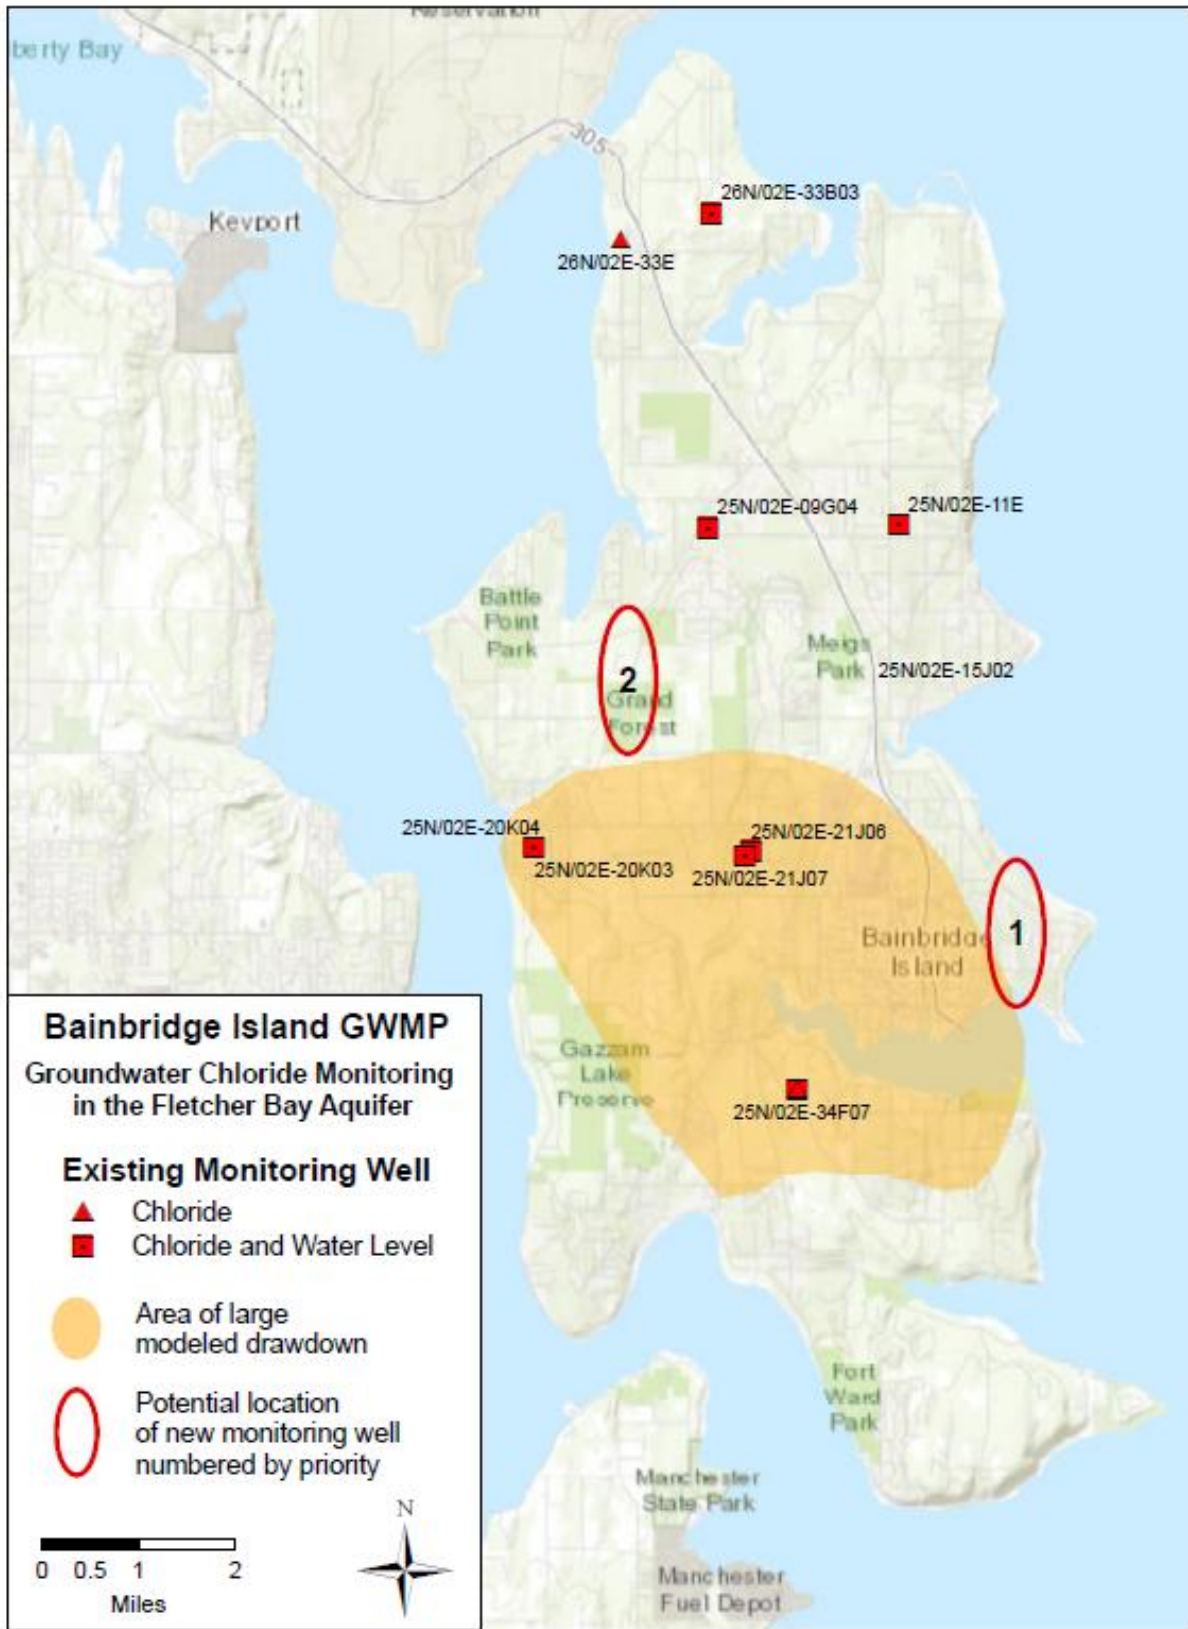 Reservation
berty Bay
305
26N/02E-33B03
Keyport
26N/02E-33E
25N/02E-09G04
25N/02E-11E
Battle
Point
Park
Meigs
Park
25N/02E-15J02
2
Grand
Forest
25N/02E-20K04
25N/02E-21J06
25N/02E-20K03
25N/02E-21J07
Bainbridge
Island
1
Gazzam
Lake
Preserve
25N/02E-34F07
Fort
Ward
Park
Manchester
State Park
Manchester
Fuel Depot
Bainbridge Island GWMP
Groundwater Chloride Monitoring
in the Fletcher Bay Aquifer
Existing Monitoring Well
Chloride
Chloride and Water Level
Area of large
modeled drawdown
Potential location
of new monitoring well
numbered by priority
N
0 0.5 1 2
Miles